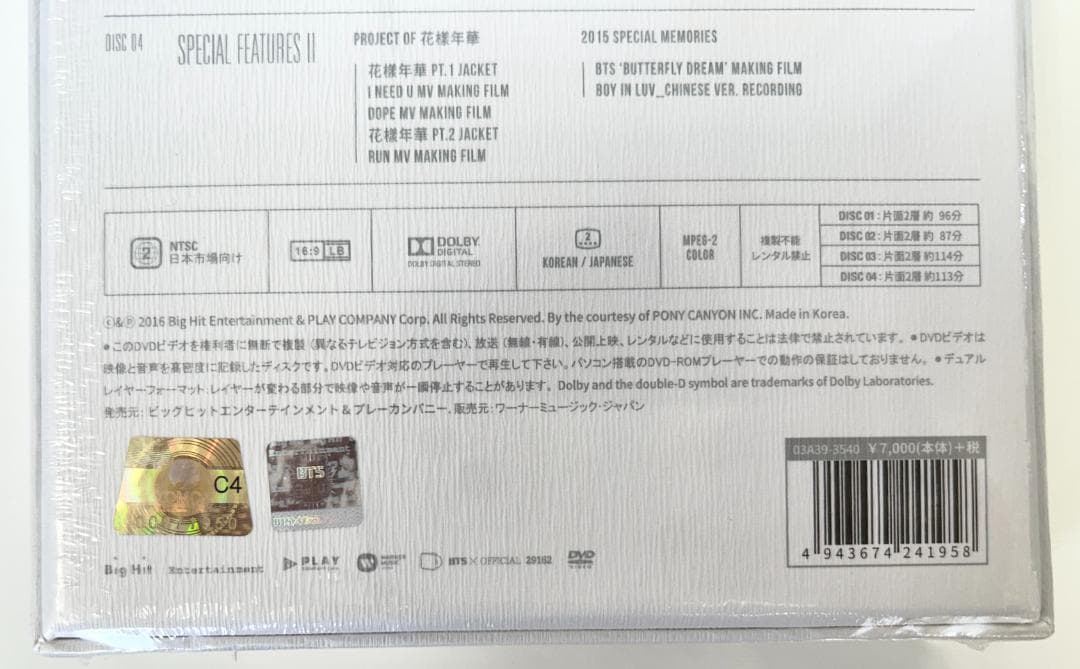 DISC 04
SPECIAL FEATURES II
PROJECT OF 花樣年華
花樣年華 PT.1 JACKET
I NEED U MV MAKING FILM
DOPE MV MAKING FILM
花樣年華 PT.2 JACKET
RUN MV MAKING FILM
2015 SPECIAL MEMORIES
BTS ‘BUTTERFLY DREAM’ MAKING FILM
BOY IN LUV_CHINESE VER. RECORDING
2
NTSC
日本市場向け
16:9 LB
DOLBY
DIGITAL
DOLBY DIGITAL STEREO
2
KOREAN / JAPANESE
MPEG-2
COLOR
複製不能
レンタル禁止
DISC 01 : 片面2層 約 96分
DISC 02 : 片面2層 約 87分
DISC 03 : 片面2層 約114分
DISC 04 : 片面2層 約113分
ⓒ&ⓟ 2016 Big Hit Entertainment & PLAY COMPANY Corp. All Rights Reserved. By the courtesy of PONY CANYON INC. Made in Korea.
●このDVDビデオを権利者に無断で複製（異なるテレビジョン方式を含む）、放送（無線・有線）、公開上映、レンタルなどに使用することは法律で禁止されています。●DVDビデオは
映像と音声を高密度に記録したディスクです。DVDビデオ対応のプレーヤーで再生して下さい。パソコン搭載のDVD-ROMプレーヤーでの動作の保証はしておりません。●デュアル
レイヤーフォーマット：レイヤーが変わる部分で映像や音声が一瞬停止することがあります。Dolby and the double-D symbol are trademarks of Dolby Laboratories.
発売元：ビッグヒットエンターテインメント＆プレーカンパニー、販売元：ワーナーミュージック・ジャパン
C4
BTS
03A39-3540 ￥7,000(本体)＋税
4 943674 241958
Big Hit Entertainment
PLAY
WARNER MUSIC
BTS × OFFICIAL 29162
DVD
VIDEO